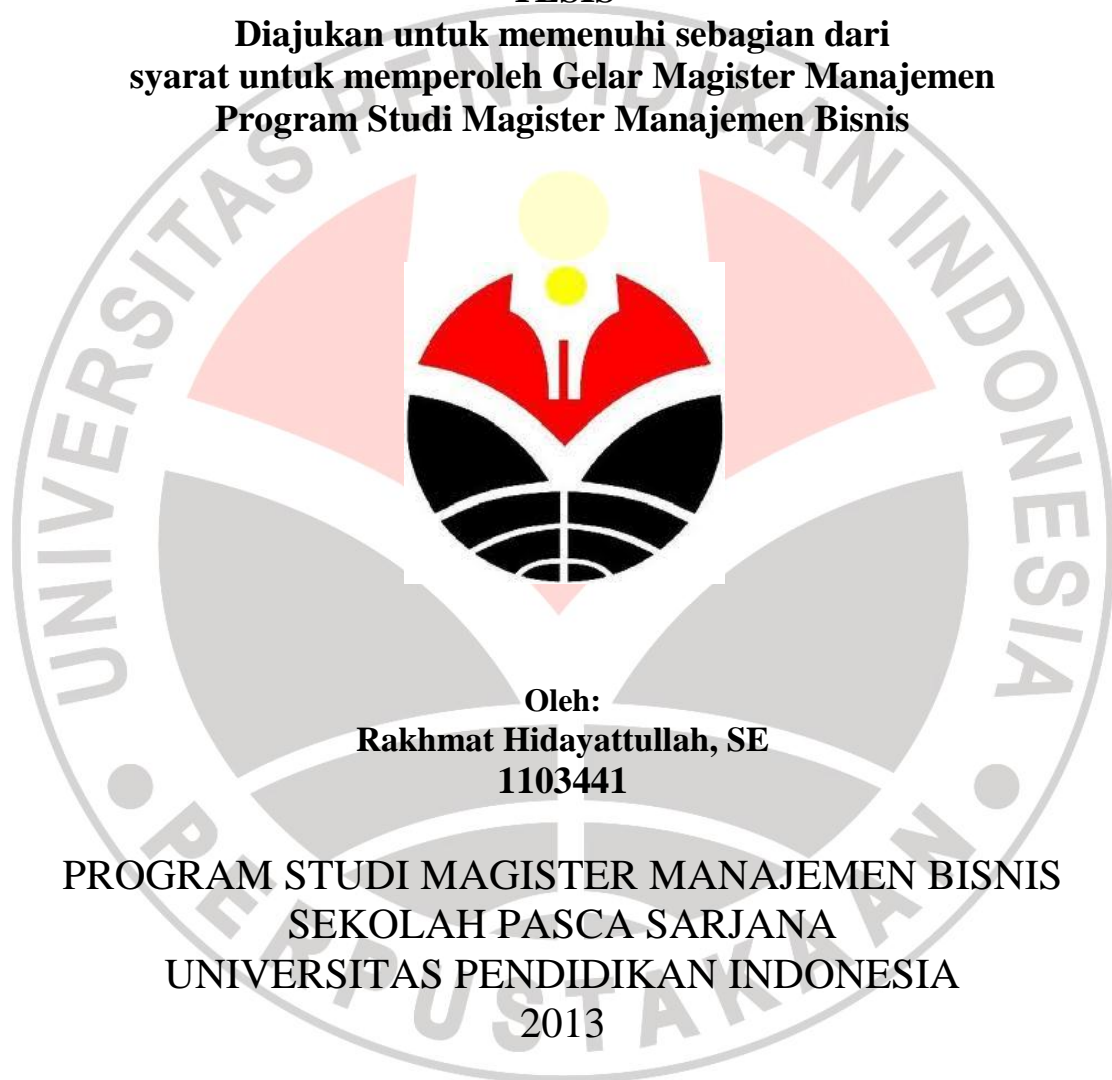 TESIS
Diajukan untuk memenuhi sebagian dari
syarat untuk memperoleh Gelar Magister Manajemen
Program Studi Magister Manajemen Bisnis
Oleh:
Rakhmat Hidayattullah, SE
1103441
PROGRAM STUDI MAGISTER MANAJEMEN BISNIS
SEKOLAH PASCA SARJANA
UNIVERSITAS PENDIDIKAN INDONESIA
2013
UNIVERSITAS PENDIDIKAN INDONESIA
PERPUSTAKAAN